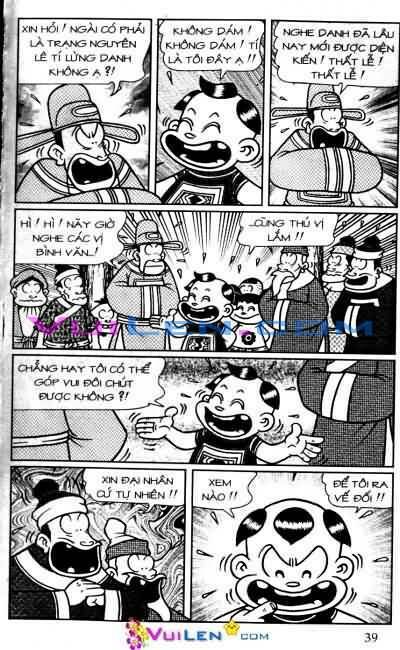 XIN HỎI! NGÀI CÓ PHẢI
LÀ TRẠNG NGUYÊN
LÊ TÍ LỪNG DANH
KHÔNG Ạ?!
KHÔNG DÁM!
KHÔNG DÁM! TÍ
LÀ TÔI ĐÂY Ạ!!
NGHE DANH ĐÃ LÂU
NAY MỚI ĐƯỢC DIỆN
KIẾN! THẤT LỄ!
THẤT LỄ!
HÌ! HÌ! NÃY GIỜ
NGHE CÁC VỊ
BÌNH VĂN...!
...CŨNG THÚ VỊ
LẮM!!
VUILEN.COM
CHẲNG HAY TÔI CÓ THỂ
GÓP VUI ĐÔI CHÚT
ĐƯỢC KHÔNG?!
XIN ĐẠI NHÂN
CỨ TỰ NHIÊN!!
XEM
NÀO!!
ĐỂ TÔI RA
VẾ ĐỐI!!
39
VUILEN.COM